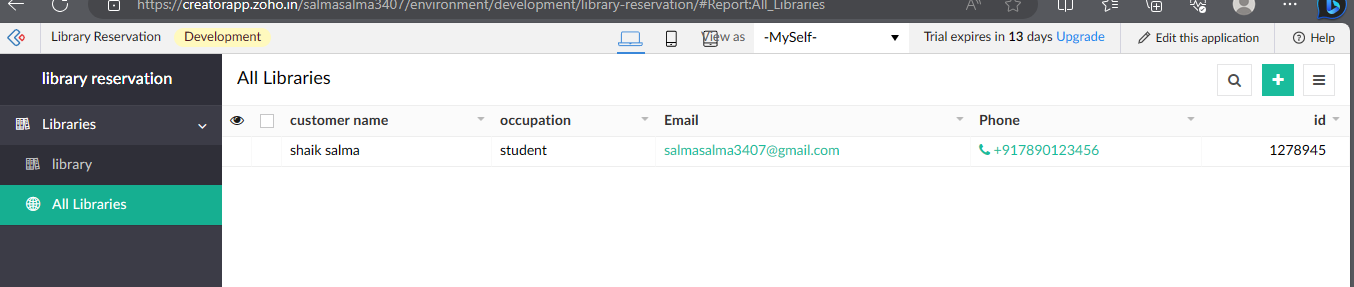 https://creatorapp.zoho.in/salmasalma3407/environment/development/library-reservation/#Report:All_Libraries
Library Reservation Development View as -MySelf- Trial expires in 13 days Upgrade Edit this application Help
library reservation
All Libraries
Libraries
customer name occupation Email Phone id
library
shaik salma student salmasalma3407@gmail.com +917890123456 1278945
All Libraries